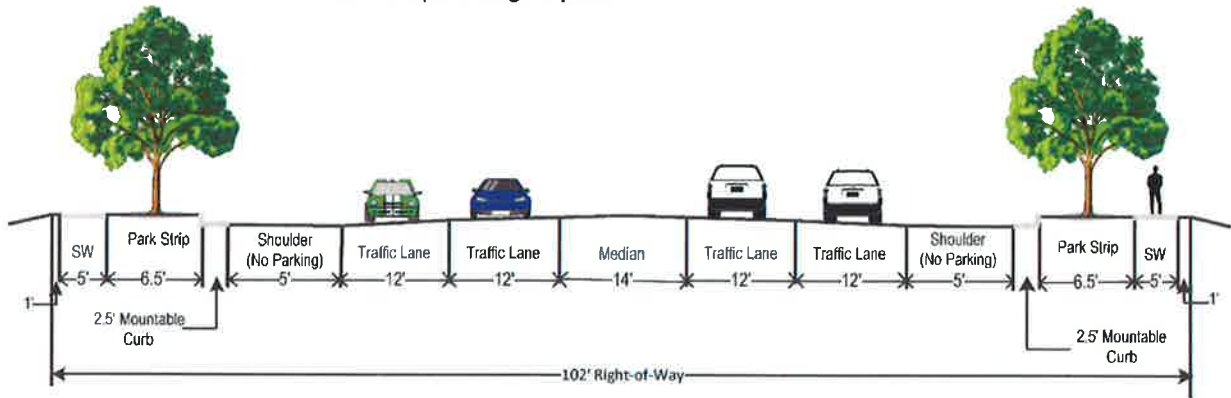 SW
Park Strip
Shoulder
(No Parking)
Traffic Lane
Traffic Lane
Median
Traffic Lane
Traffic Lane
Shoulder
(No Parking)
Park Strip
SW
5'
6.5'
5'
12'
12'
14'
12'
12'
5'
6.5'
5'
1'
1'
2.5' Mountable
Curb
2.5' Mountable
Curb
102' Right-of-Way